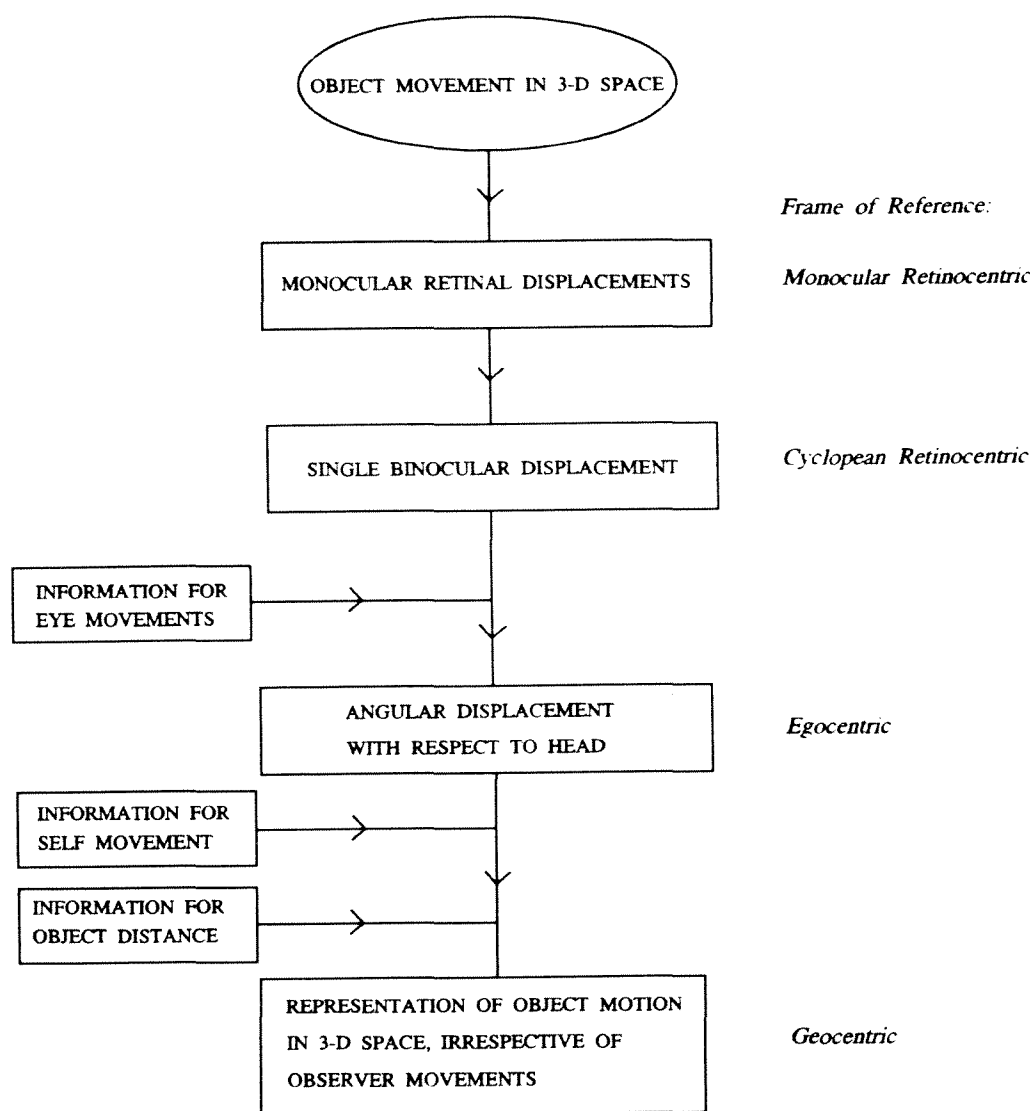 OBJECT MOVEMENT IN 3-D SPACE
Frame of Reference:
MONOCULAR RETINAL DISPLACEMENTS
Monocular Retinocentric
SINGLE BINOCULAR DISPLACEMENT
Cyclopean Retinocentric
INFORMATION FOR
EYE MOVEMENTS
ANGULAR DISPLACEMENT
WITH RESPECT TO HEAD
Egocentric
INFORMATION FOR
SELF MOVEMENT
INFORMATION FOR
OBJECT DISTANCE
REPRESENTATION OF OBJECT MOTION
IN 3-D SPACE, IRRESPECTIVE OF
OBSERVER MOVEMENTS
Geocentric